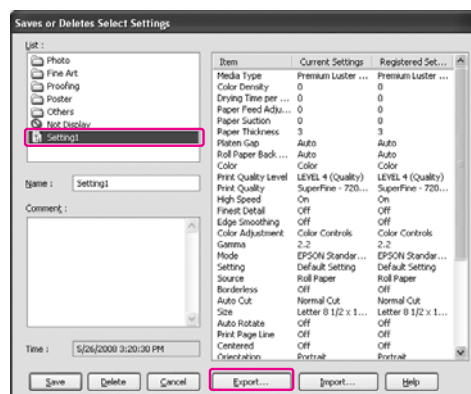 Saves or Deletes Select Settings
List :
Photo
Fine Art
Proofing
Poster
Others
Not Display
Setting1
Name : Setting1
Comment :
Time : 5/26/2008 3:20:30 PM
Item Current Settings Registered Set...
Media Type Premium Luster ... Premium Luster ...
Color Density 0 0
Drying Time per ... 0 0
Paper Feed Adju... 0 0
Paper Suction 0 0
Paper Thickness 3 3
Platen Gap Auto Auto
Roll Paper Back ... Auto Auto
Color Color Color
Print Quality Level LEVEL 4 (Quality) LEVEL 4 (Quality)
Print Quality SuperFine - 720... SuperFine - 720...
High Speed On On
Finest Detail Off Off
Edge Smoothing Off Off
Color Adjustment Color Controls Color Controls
Gamma 2.2 2.2
Mode EPSON Standar... EPSON Standar...
Setting Default Setting Default Setting
Source Roll Paper Roll Paper
Borderless Off Off
Auto Cut Normal Cut Normal Cut
Size Letter 8 1/2 x 1... Letter 8 1/2 x 1...
Auto Rotate Off Off
Print Page Line Off Off
Centered Off Off
Orientation Portrait Portrait
Save Delete Cancel Export... Import... Help